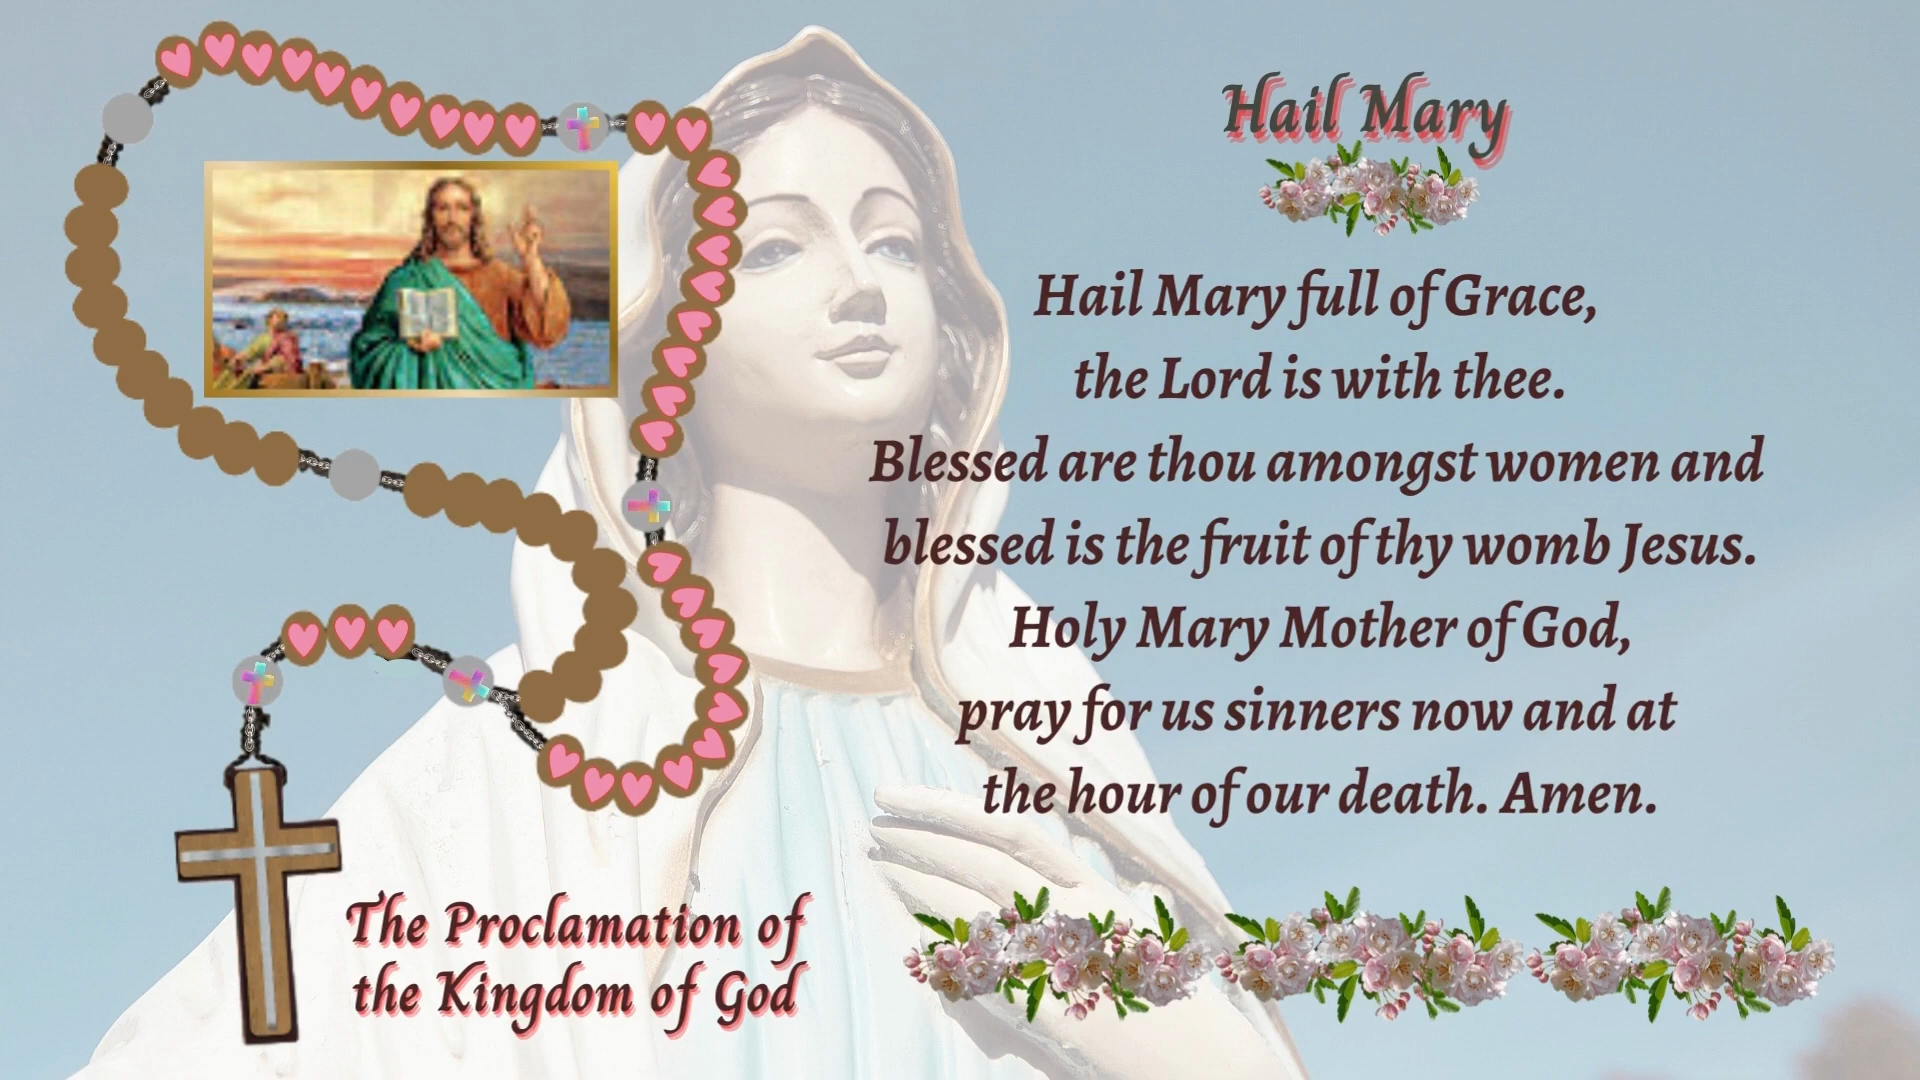 Hail Mary
Hail Mary full of Grace,
the Lord is with thee.
Blessed are thou amongst women and
blessed is the fruit of thy womb Jesus.
Holy Mary Mother of God,
pray for us sinners now and at
the hour of our death. Amen.
The Proclamation of
the Kingdom of God